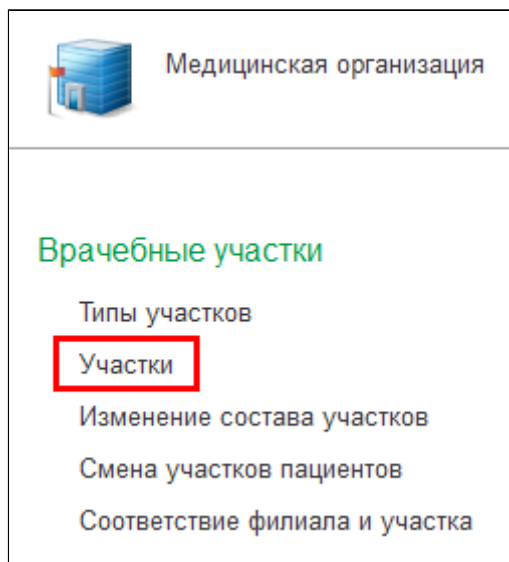 Медицинская организация
Врачебные участки
Типы участков
Участки
Изменение состава участков
Смена участков пациентов
Соответствие филиала и участка